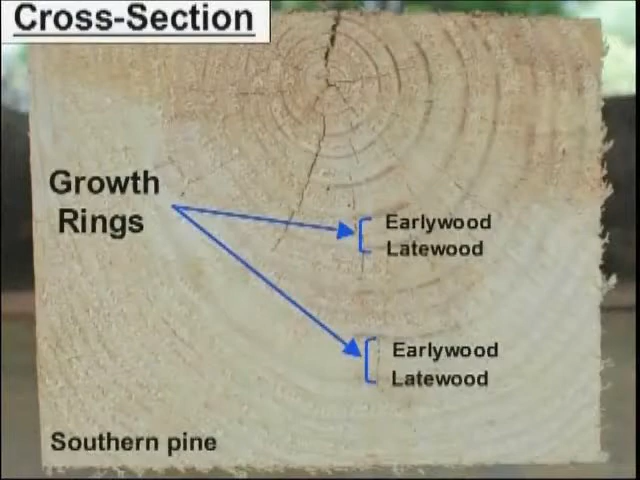 Cross-Section
Growth
Rings
Earlywood
Latewood
Earlywood
Latewood
Southern pine